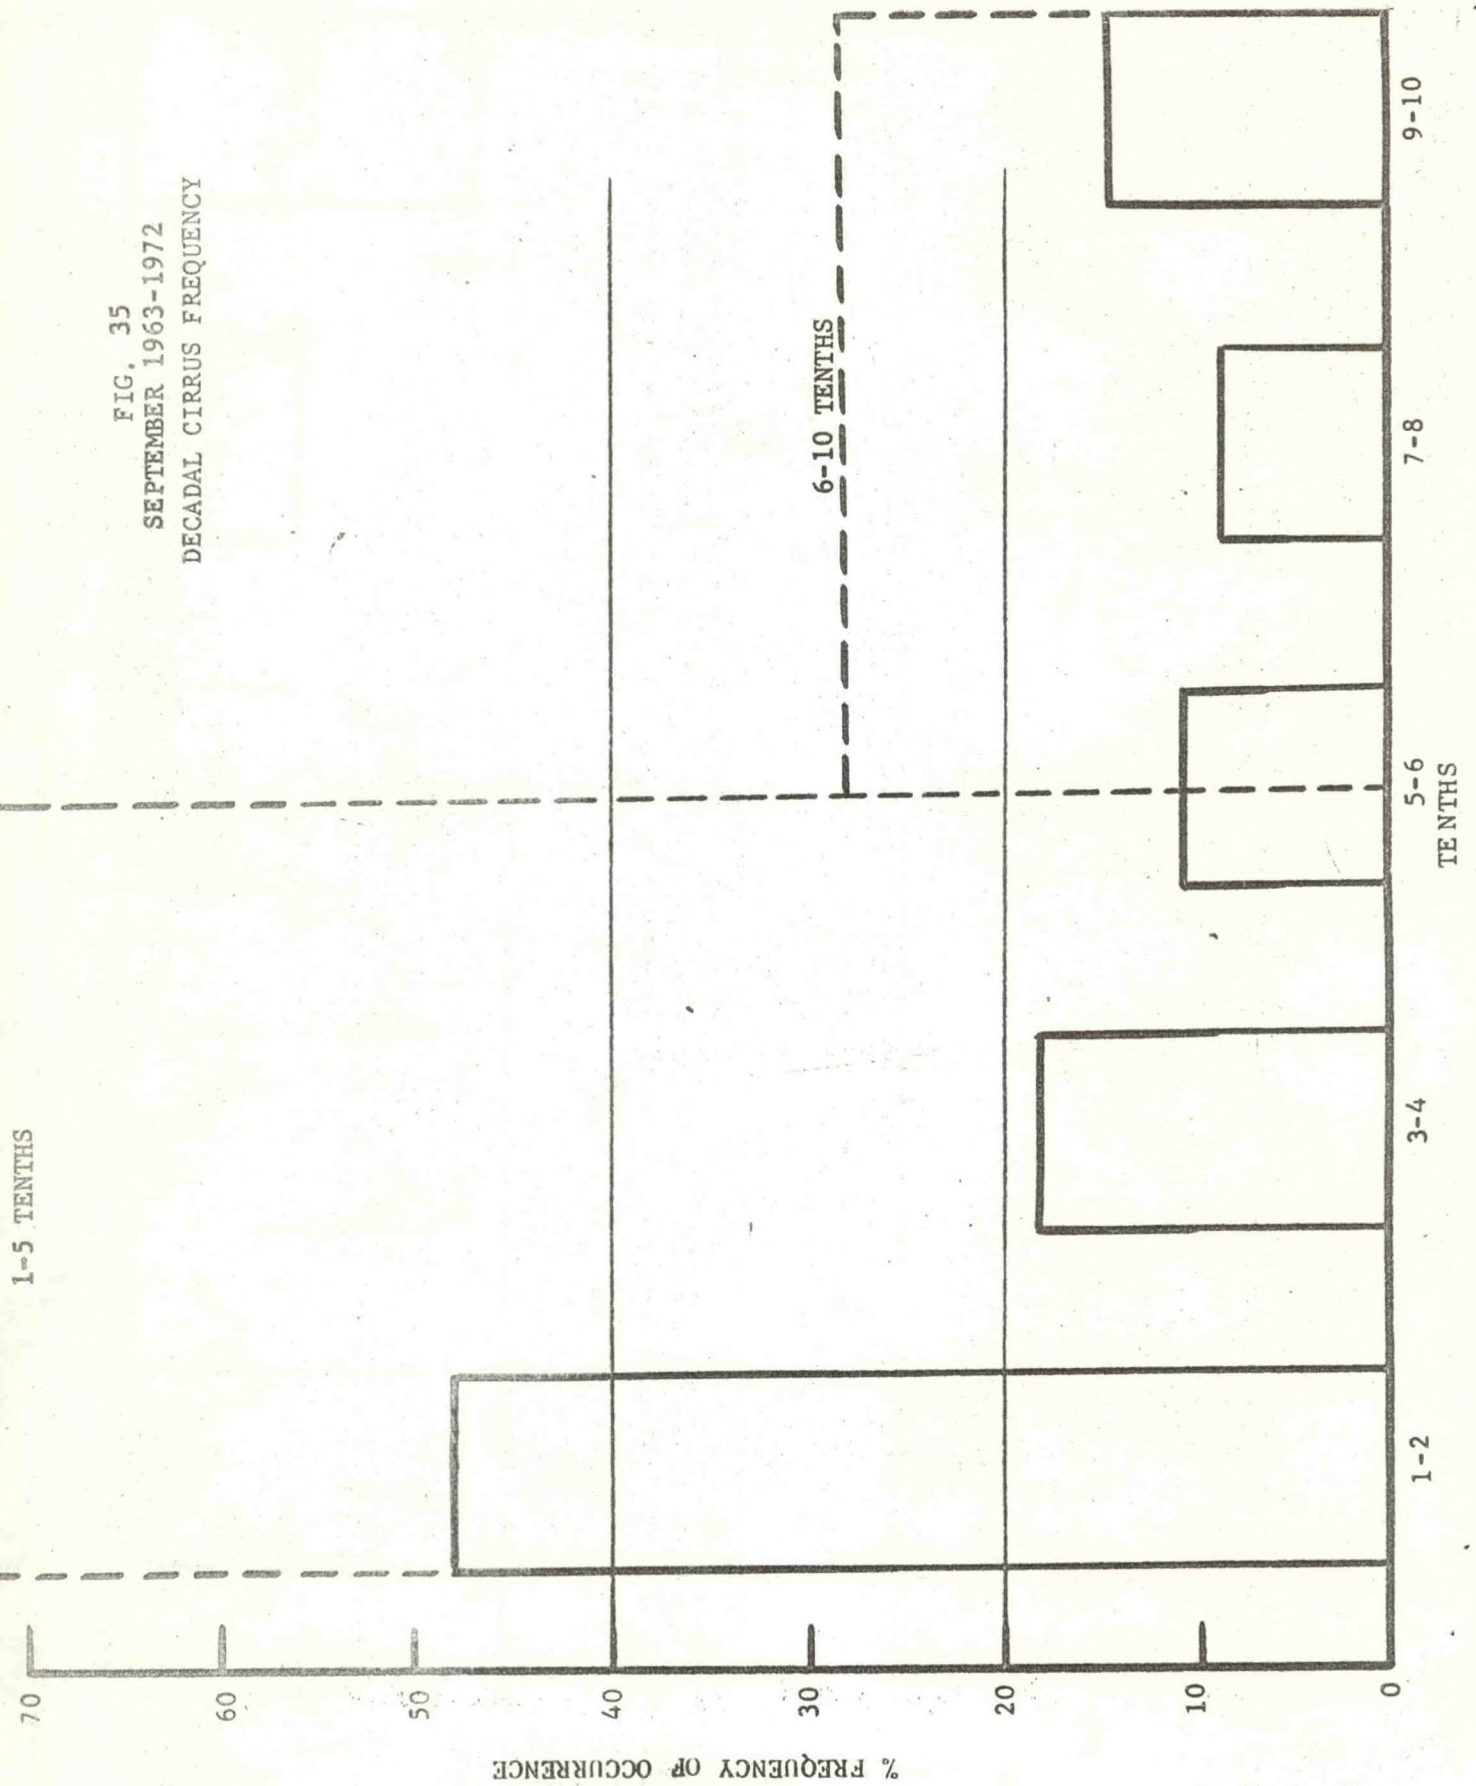 FIG. 35
SEPTEMBER 1963-1972
DECADAL CIRRUS FREQUENCY
1-5 TENTHS
6-10 TENTHS
70
60
50
40
30
20
10
0
% FREQUENCY OF OCCURRENCE
1-2
3-4
5-6
7-8
9-10
TENTHS